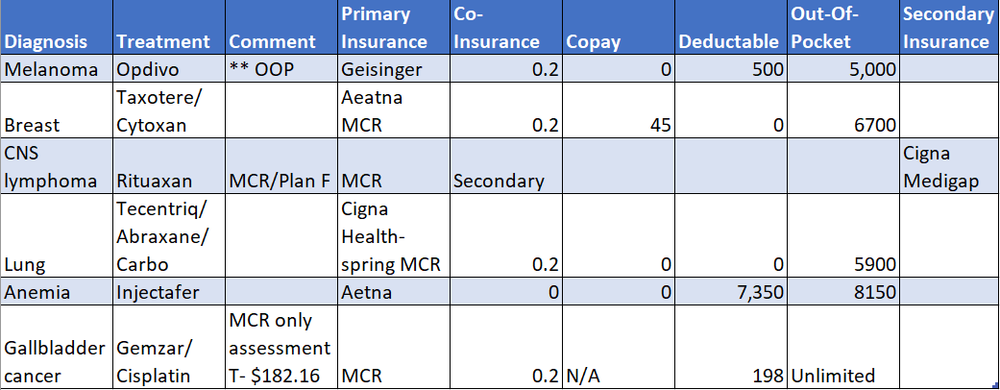 Diagnosis Treatment Comment Primary Insurance Co-Insurance Copay Deductable Out-Of-Pocket Secondary Insurance
Melanoma Opdivo ** OOP Geisinger 0.2 0 500 5,000
Breast Taxotere/ Cytoxan Aeatna MCR 0.2 45 0 6700
CNS lymphoma Rituaxan MCR/Plan F MCR Secondary Cigna Medigap
Lung Tecentriq/ Abraxane/ Carbo Cigna Health-spring MCR 0.2 0 0 5900
Anemia Injectafer Aetna 0 0 7,350 8150
Gallbladder cancer Gemzar/ Cisplatin MCR only assessment T- $182.16 MCR 0.2 N/A 198 Unlimited